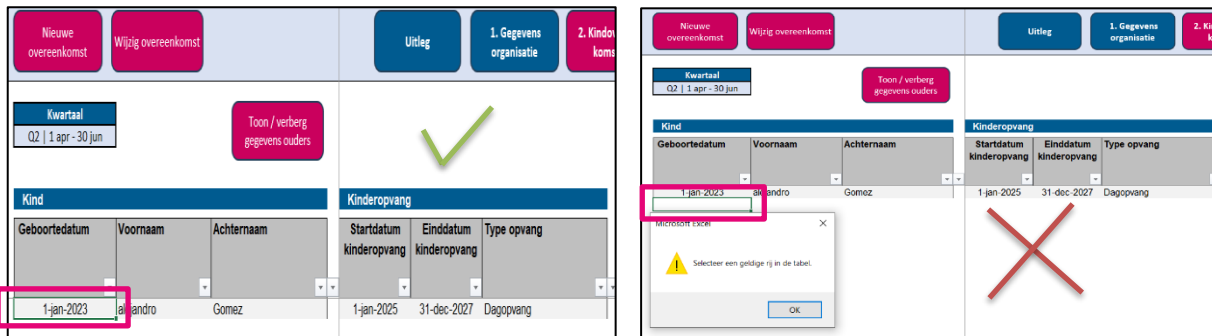 Nieuwe
overeenkomst
Wijzig overeenkomst
Uitleg
1. Gegevens
organisatie
2. Kindov
koms
Kwartaal
Q2 | 1 apr - 30 jun
Toon / verberg
gegevens ouders
Kind
Kinderopvang
Geboortedatum
Voornaam
Achternaam
Startdatum
kinderopvang
Einddatum
kinderopvang
Type opvang
1-jan-2023
Gomez
1-jan-2025
31-dec-2027
Dagopvang
Nieuwe
overeenkomst
Wijzig overeenkomst
Uitleg
1. Gegevens
organisatie
2. Ki
k
Kwartaal
Q2 | 1 apr - 30 jun
Toon / verberg
gegevens ouders
Kind
Kinderopvang
Geboortedatum
Voornaam
Achternaam
Startdatum
kinderopvang
Einddatum
kinderopvang
Type opvang
1-jan-2023
Gomez
1-jan-2025
31-dec-2027
Dagopvang
Microsoft Excel
Selecteer een geldige rij in de tabel.
OK